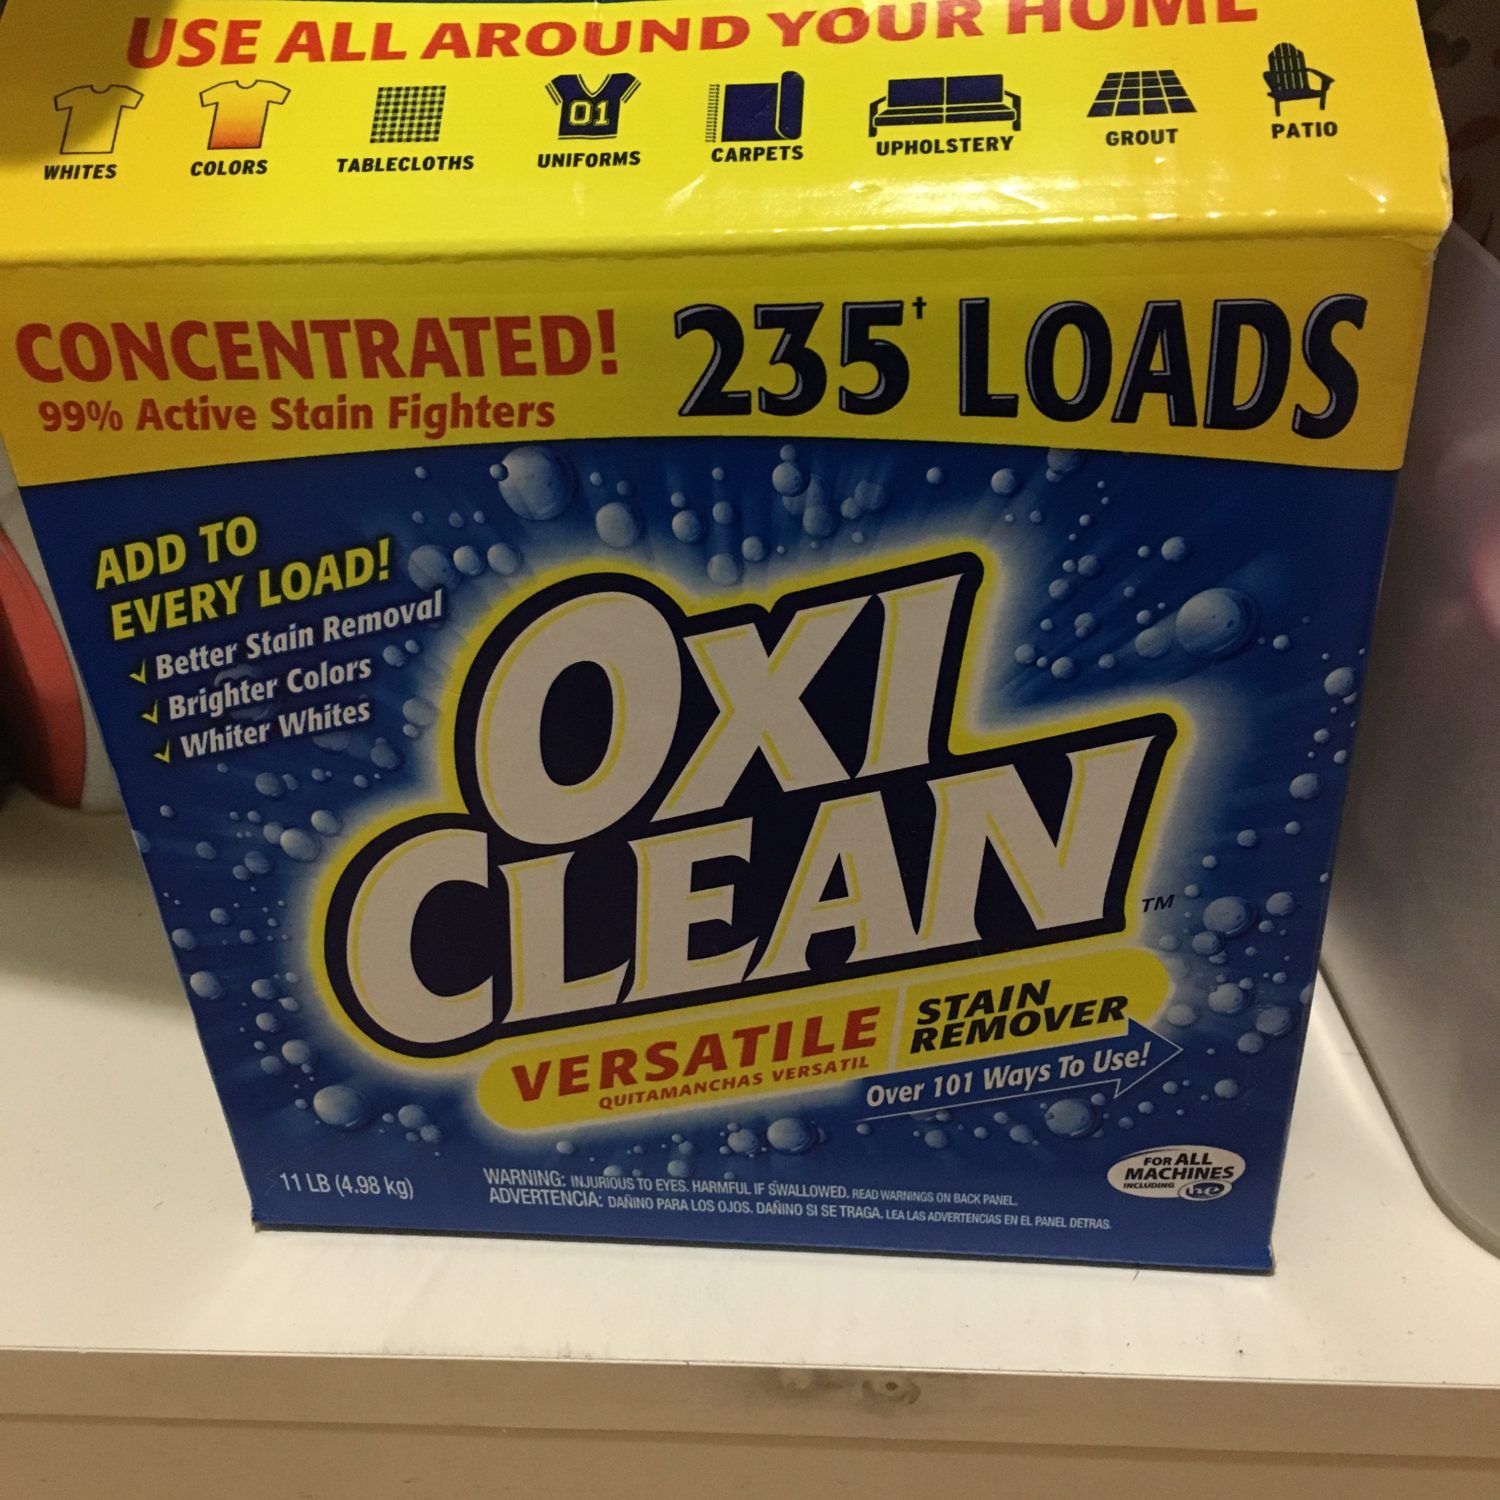 USE ALL AROUND YOUR HOME
01
WHITES COLORS TABLECLOTHS UNIFORMS CARPETS UPHOLSTERY GROUT PATIO
CONCENTRATED! 235† LOADS
99% Active Stain Fighters
ADD TO
EVERY LOAD!
✓ Better Stain Removal
✓ Brighter Colors
✓ Whiter Whites
OXI
CLEAN™
VERSATILE
QUITAMANCHAS VERSATIL
STAIN
REMOVER
Over 101 Ways To Use!
11 LB (4.98 kg)
WARNING: INJURIOUS TO EYES. HARMFUL IF SWALLOWED. READ WARNINGS ON BACK PANEL.
ADVERTENCIA: DAÑINO PARA LOS OJOS. DAÑINO SI SE TRAGA. LEA LAS ADVERTENCIAS EN EL PANEL DETRAS.
FOR ALL
MACHINES
INCLUDING he